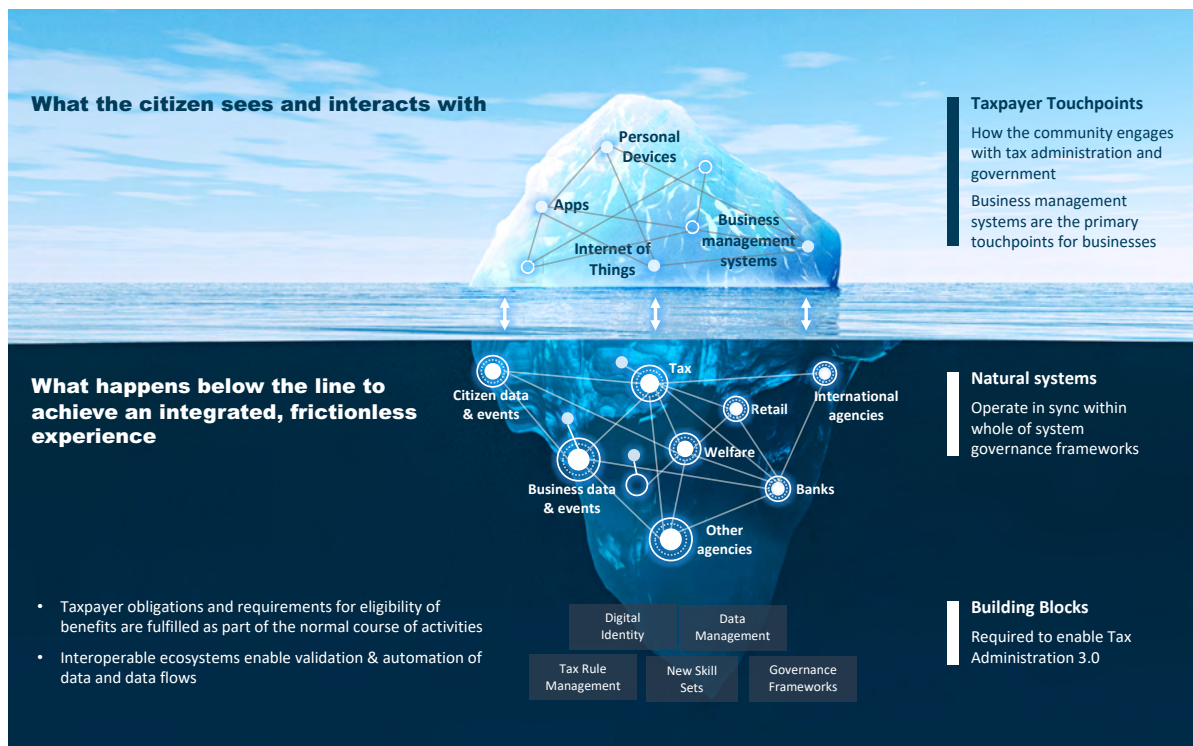 What the citizen sees and interacts with
Personal
Devices
Apps
Business
management
systems
Internet of
Things
Taxpayer Touchpoints
How the community engages
with tax administration and
government
Business management
systems are the primary
touchpoints for businesses
What happens below the line to
achieve an integrated, frictionless
experience
Tax
Citizen data
& events
Retail
International
agencies
Welfare
Business data
& events
Banks
Other
agencies
Natural systems
Operate in sync within
whole of system
governance frameworks
• Taxpayer obligations and requirements for eligibility of
benefits are fulfilled as part of the normal course of activities
• Interoperable ecosystems enable validation & automation of
data and data flows
Digital
Identity
Data
Management
Tax Rule
Management
New Skill
Sets
Governance
Frameworks
Building Blocks
Required to enable Tax
Administration 3.0